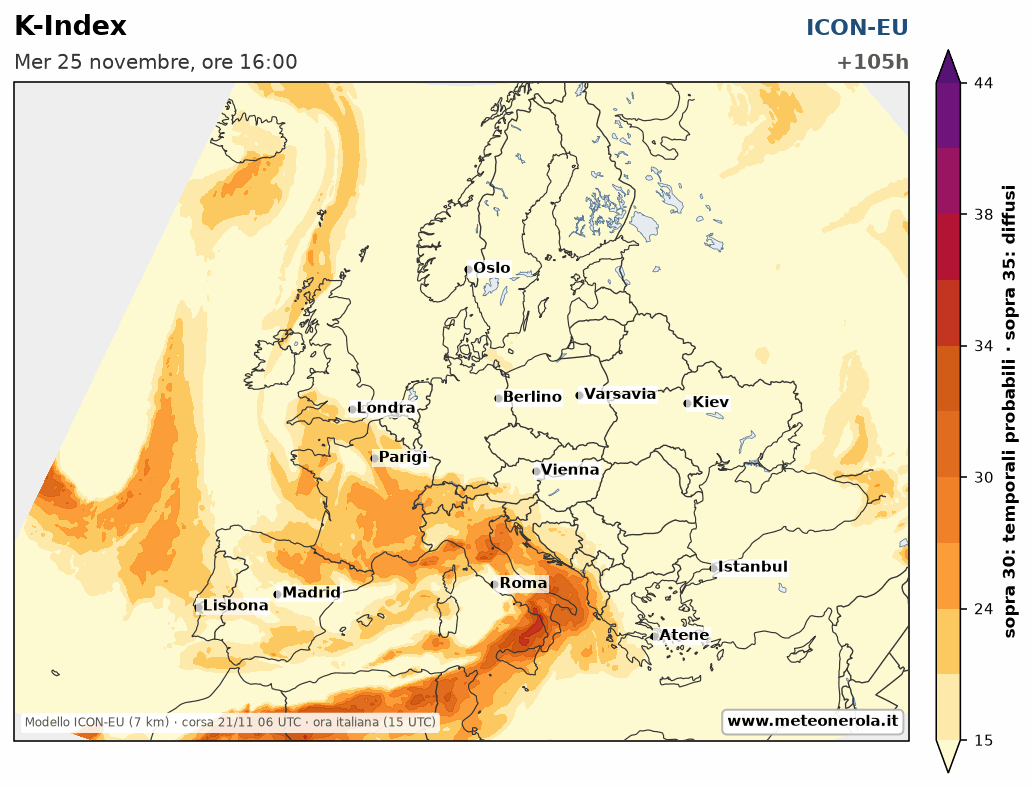 K-Index
ICON-EU
Mer 25 novembre, ore 16:00
+105h
Oslo
Londra
Berlino
Varsavia
Kiev
Parigi
Vienna
Istanbul
Roma
Madrid
Lisbona
Atene
Modello ICON-EU (7 km) · corsa 21/11 06 UTC · ora italiana (15 UTC)
www.meteonerola.it
44
38
34
30
24
15
sopra 30: temporali probabili · sopra 35: diffusi